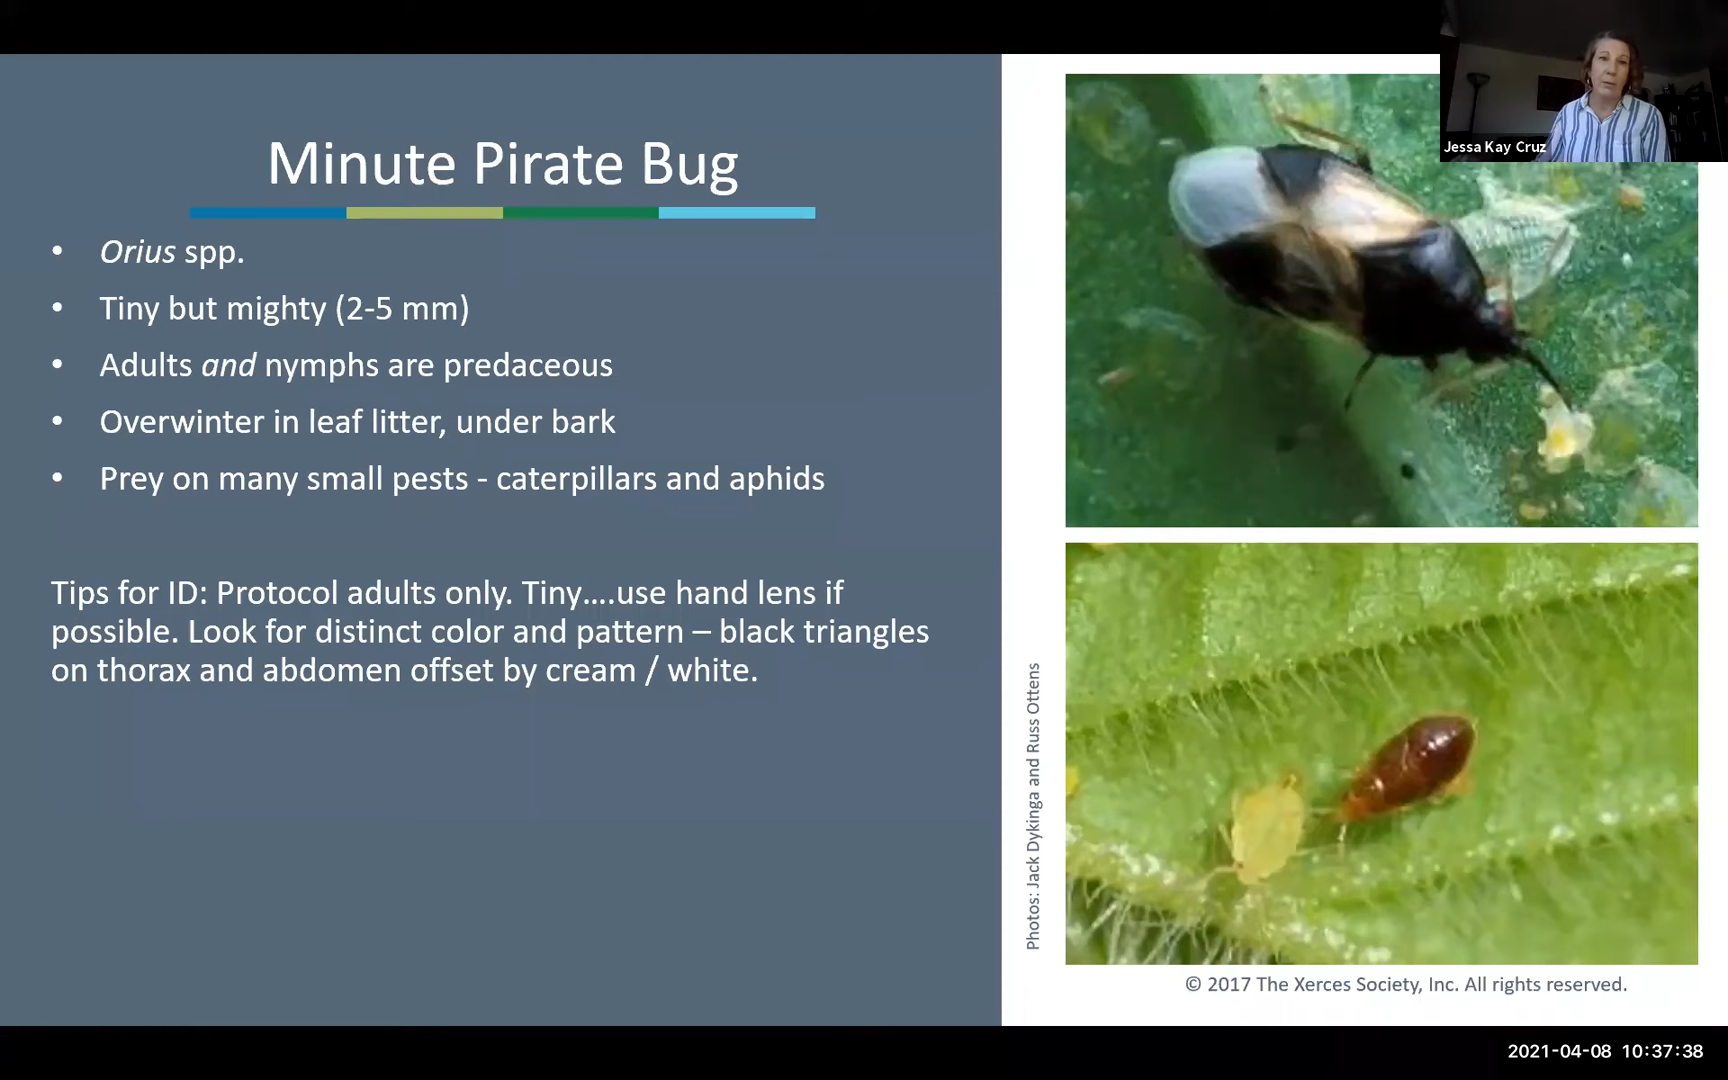 Minute Pirate Bug
• Orius spp.
• Tiny but mighty (2-5 mm)
• Adults and nymphs are predaceous
• Overwinter in leaf litter, under bark
• Prey on many small pests - caterpillars and aphids
Tips for ID: Protocol adults only. Tiny....use hand lens if
possible. Look for distinct color and pattern – black triangles
on thorax and abdomen offset by cream / white.
Jessa Kay Cruz
Photos: Jack Dykinga and Russ Ottens
© 2017 The Xerces Society, Inc. All rights reserved.
2021-04-08 10:37:38